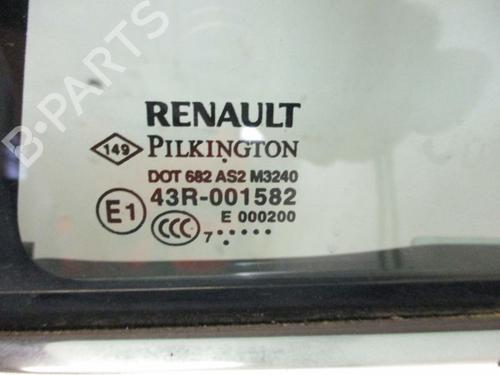 B-PARTS
RENAULT
149 PILKINGTON
DOT 682 AS2 M3240
E1 43R-001582
E 000200
CCC 7.....